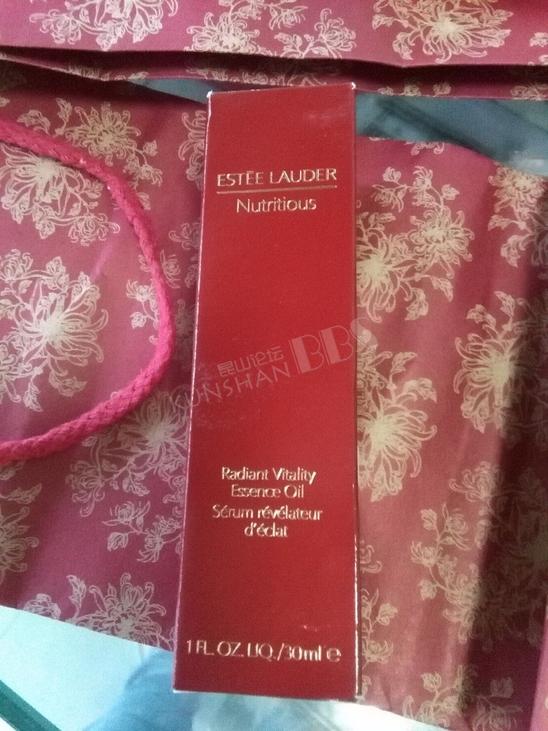 ESTĒE LAUDER
Nutritious
昆山论坛
KUNSHAN BBS
Radiant Vitality
Essence Oil
Sérum révélateur
d'éclat
1 FL. OZ. LIQ./30ml e